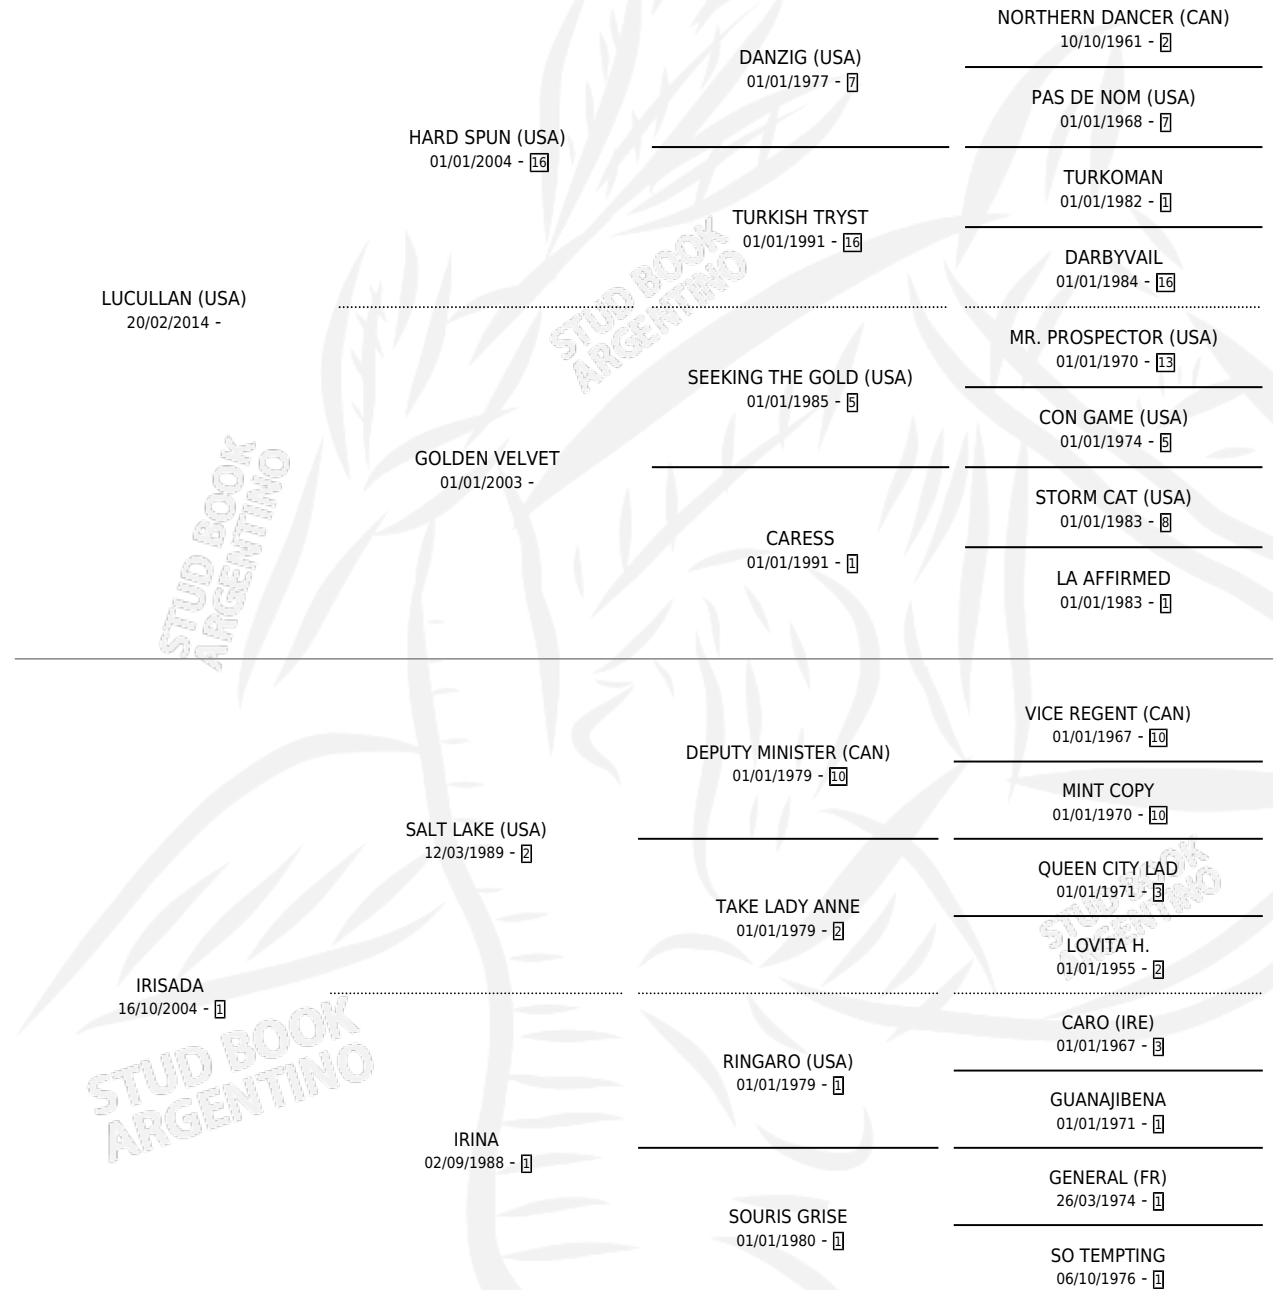 NORTHERN DANCER (CAN)
10/10/1961 - 2
DANZIG (USA)
01/01/1977 - 7
PAS DE NOM (USA)
01/01/1968 - 7
HARD SPUN (USA)
01/01/2004 - 16
TURKOMAN
01/01/1982 - 1
TURKISH TRYST
01/01/1991 - 16
DARBYVAIL
01/01/1984 - 16
LUCULLAN (USA)
20/02/2014 -
MR. PROSPECTOR (USA)
01/01/1970 - 13
SEEKING THE GOLD (USA)
01/01/1985 - 5
CON GAME (USA)
01/01/1974 - 5
GOLDEN VELVET
01/01/2003 -
STORM CAT (USA)
01/01/1983 - 8
CARESS
01/01/1991 - 1
LA AFFIRMED
01/01/1983 - 1
VICE REGENT (CAN)
01/01/1967 - 10
DEPUTY MINISTER (CAN)
01/01/1979 - 10
MINT COPY
01/01/1970 - 10
SALT LAKE (USA)
12/03/1989 - 2
QUEEN CITY LAD
01/01/1971 - 3
TAKE LADY ANNE
01/01/1979 - 2
LOVITA H.
01/01/1955 - 2
IRISADA
16/10/2004 - 1
CARO (IRE)
01/01/1967 - 3
RINGARO (USA)
01/01/1979 - 1
GUANAJIBENA
01/01/1971 - 1
IRINA
02/09/1988 - 1
GENERAL (FR)
26/03/1974 - 1
SOURIS GRISE
01/01/1980 - 1
SO TEMPTING
06/10/1976 - 1
STUD BOOK
ARGENTINO
STUD BOOK
ARGENTINO
STUD BOOK
ARGENTINO
STUD BOOK
ARGENTINO